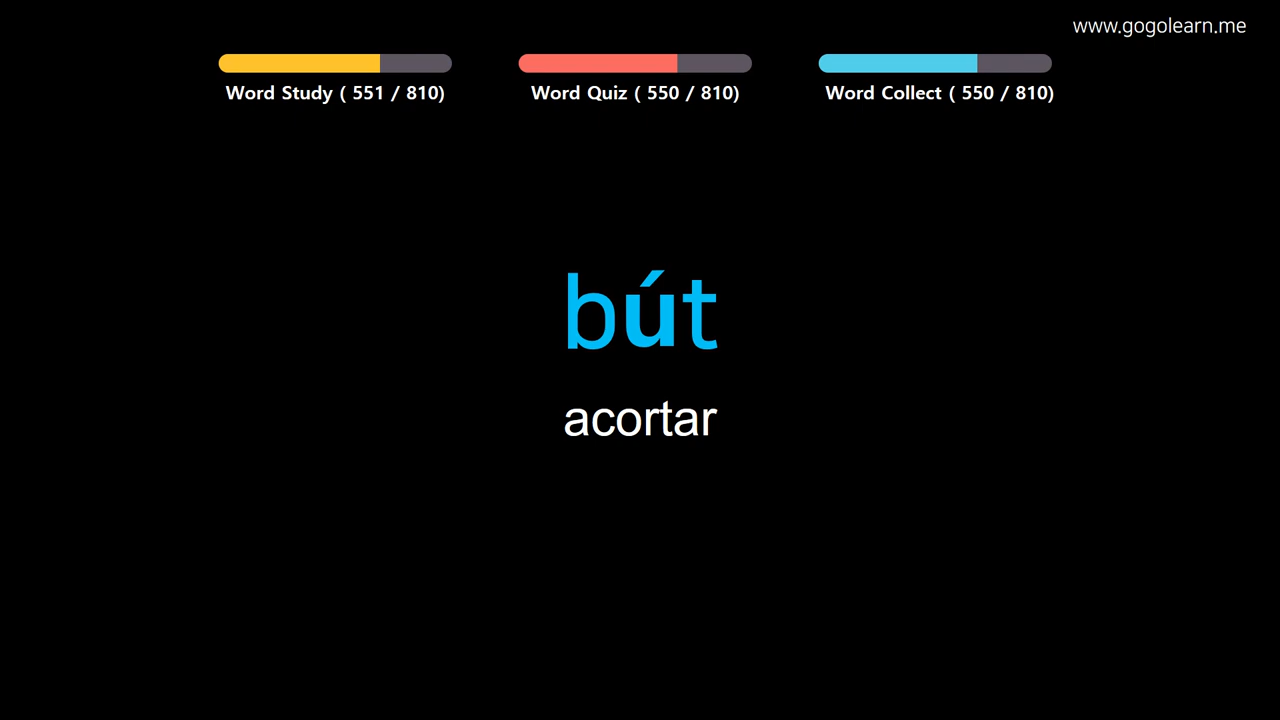 www.gogolearn.me
Word Study ( 551 / 810)
Word Quiz ( 550 / 810)
Word Collect ( 550 / 810)
bút
acortar